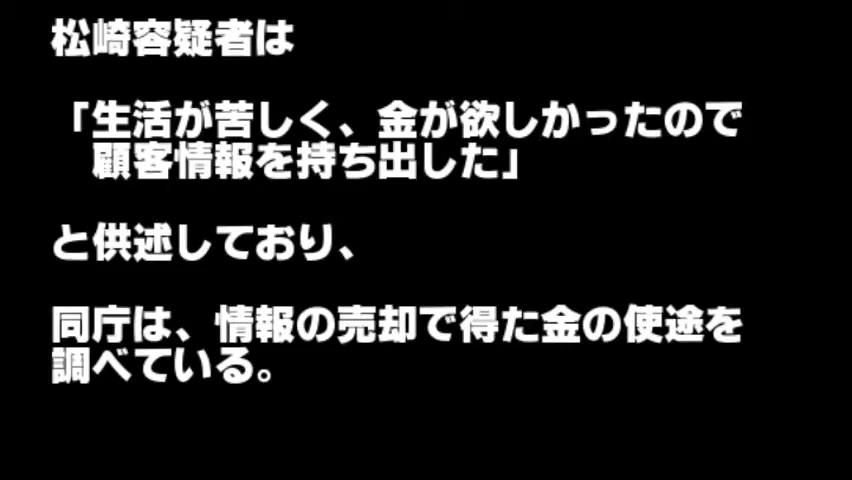 松崎容疑者は
「生活が苦しく、金が欲しかったので
顧客情報を持ち出した」
と供述しており、
同庁は、情報の売却で得た金の使途を
調べている。